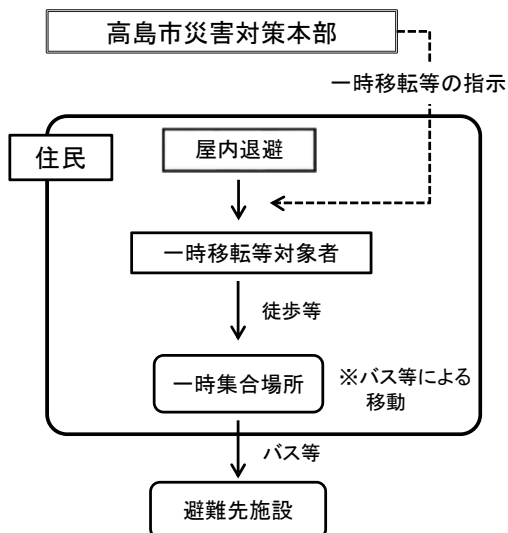 高島市災害対策本部
一時移転等の指示
住民
屋内退避
一時移転等対象者
徒歩等
一時集合場所
※バス等による
移動
バス等
避難先施設